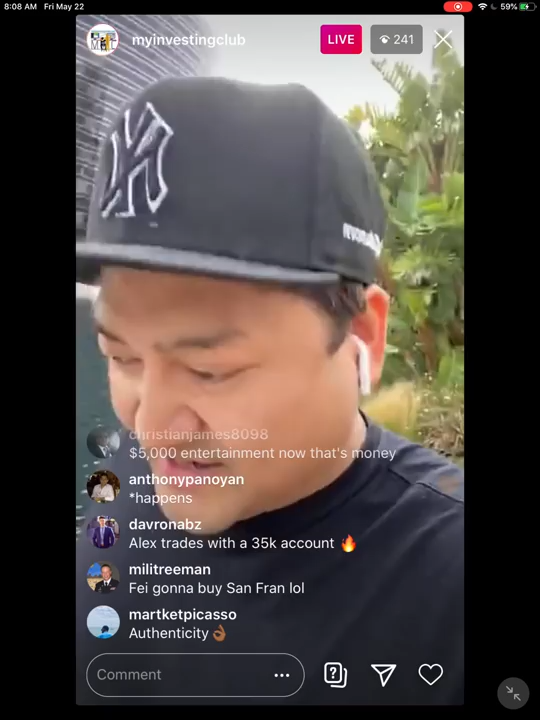 8:08 AM Fri May 22
59%
myinvestingclub
LIVE
241
NY
christianjames8098
$5,000 entertainment now that's money
anthonypanoyan
*happens
davronabz
Alex trades with a 35k account 🔥
militreeman
Fei gonna buy San Fran lol
martketpicasso
Authenticity👌🏾
Comment